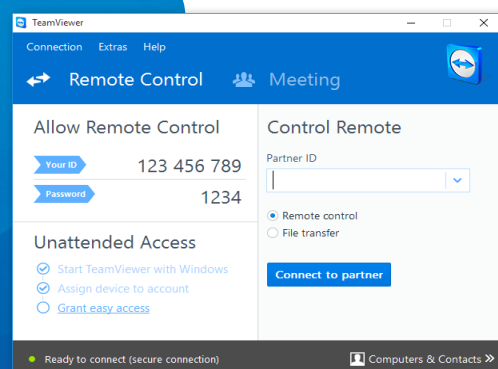 TeamViewer
Connection Extras Help
Remote Control Meeting
Allow Remote Control
Your ID 123 456 789
Password 1234
Unattended Access
Start TeamViewer with Windows
Assign device to account
Grant easy access
Control Remote
Partner ID
Remote control
File transfer
Connect to partner
Ready to connect (secure connection)
Computers & Contacts